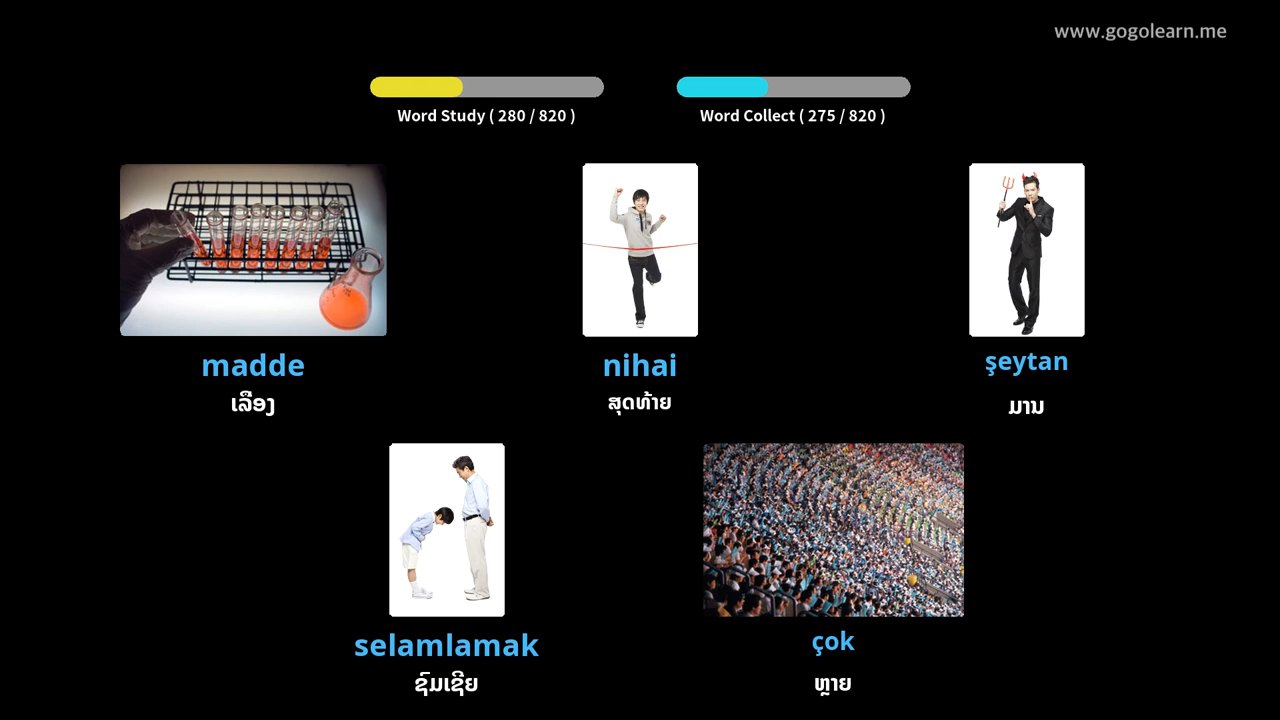 www.gogolearn.me
Word Study ( 280 / 820 )
Word Collect ( 275 / 820 )
madde
ເລື່ອງ
nihai
ສຸດທ້າຍ
şeytan
ມານ
selamlamak
ຊົມເຊີຍ
çok
ຫຼາຍ